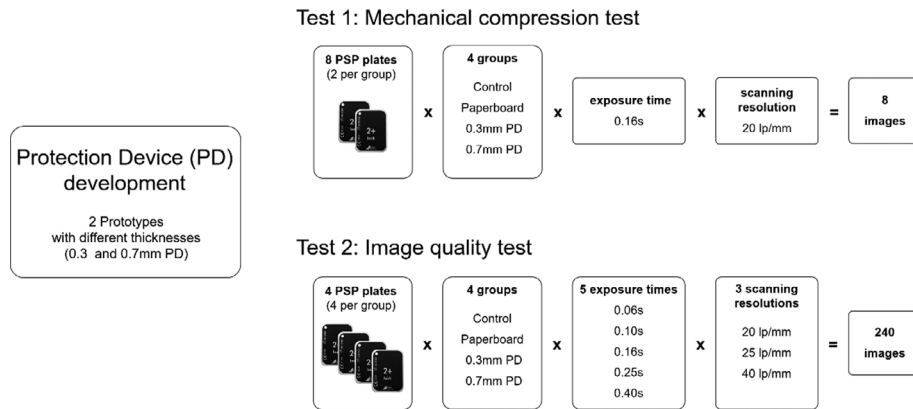 Protection Device (PD)
development
2 Prototypes
with different thicknesses
(0.3 and 0.7mm PD)
Test 1: Mechanical compression test
8 PSP plates
(2 per group)
2+
x
4 groups
Control
Paperboard
0.3mm PD
0.7mm PD
x
exposure time
0.16s
x
scanning
resolution
20 lp/mm
=
8
images
Test 2: Image quality test
4 PSP plates
(4 per group)
2+
x
4 groups
Control
Paperboard
0.3mm PD
0.7mm PD
x
5 exposure times
0.06s
0.10s
0.16s
0.25s
0.40s
x
3 scanning
resolutions
20 lp/mm
25 lp/mm
40 lp/mm
=
240
images